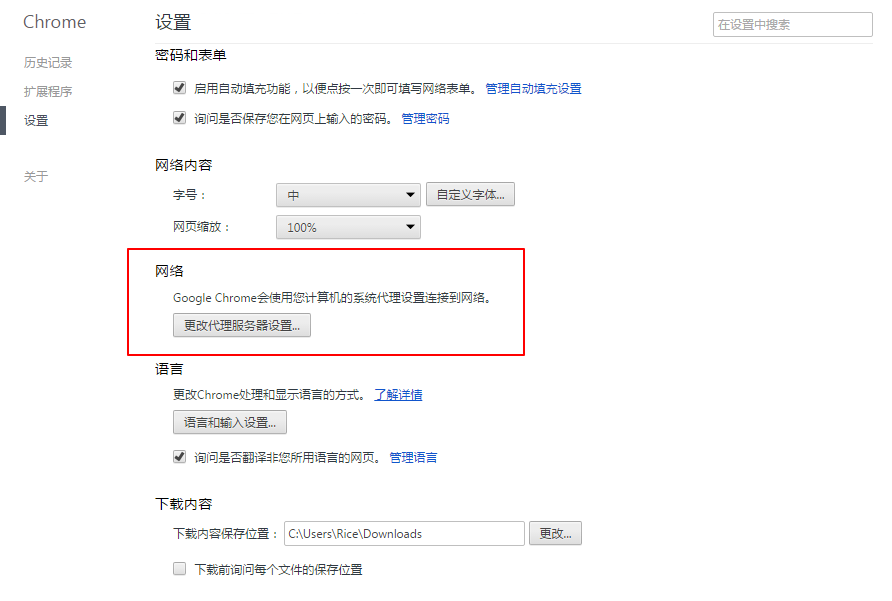 Chrome
设置
在设置中搜索
历史记录
扩展程序
设置
关于
密码和表单
启用自动填充功能，以便点按一次即可填写网络表单。 管理自动填充设置
询问是否保存您在网页上输入的密码。 管理密码
网络内容
字号： 中 自定义字体...
网页缩放： 100%
网络
Google Chrome会使用您计算机的系统代理设置连接到网络。
更改代理服务器设置...
语言
更改Chrome处理和显示语言的方式。 了解详情
语言和输入设置...
询问是否翻译非您所用语言的网页。 管理语言
下载内容
下载内容保存位置： C:\Users\Rice\Downloads 更改...
下载前询问每个文件的保存位置